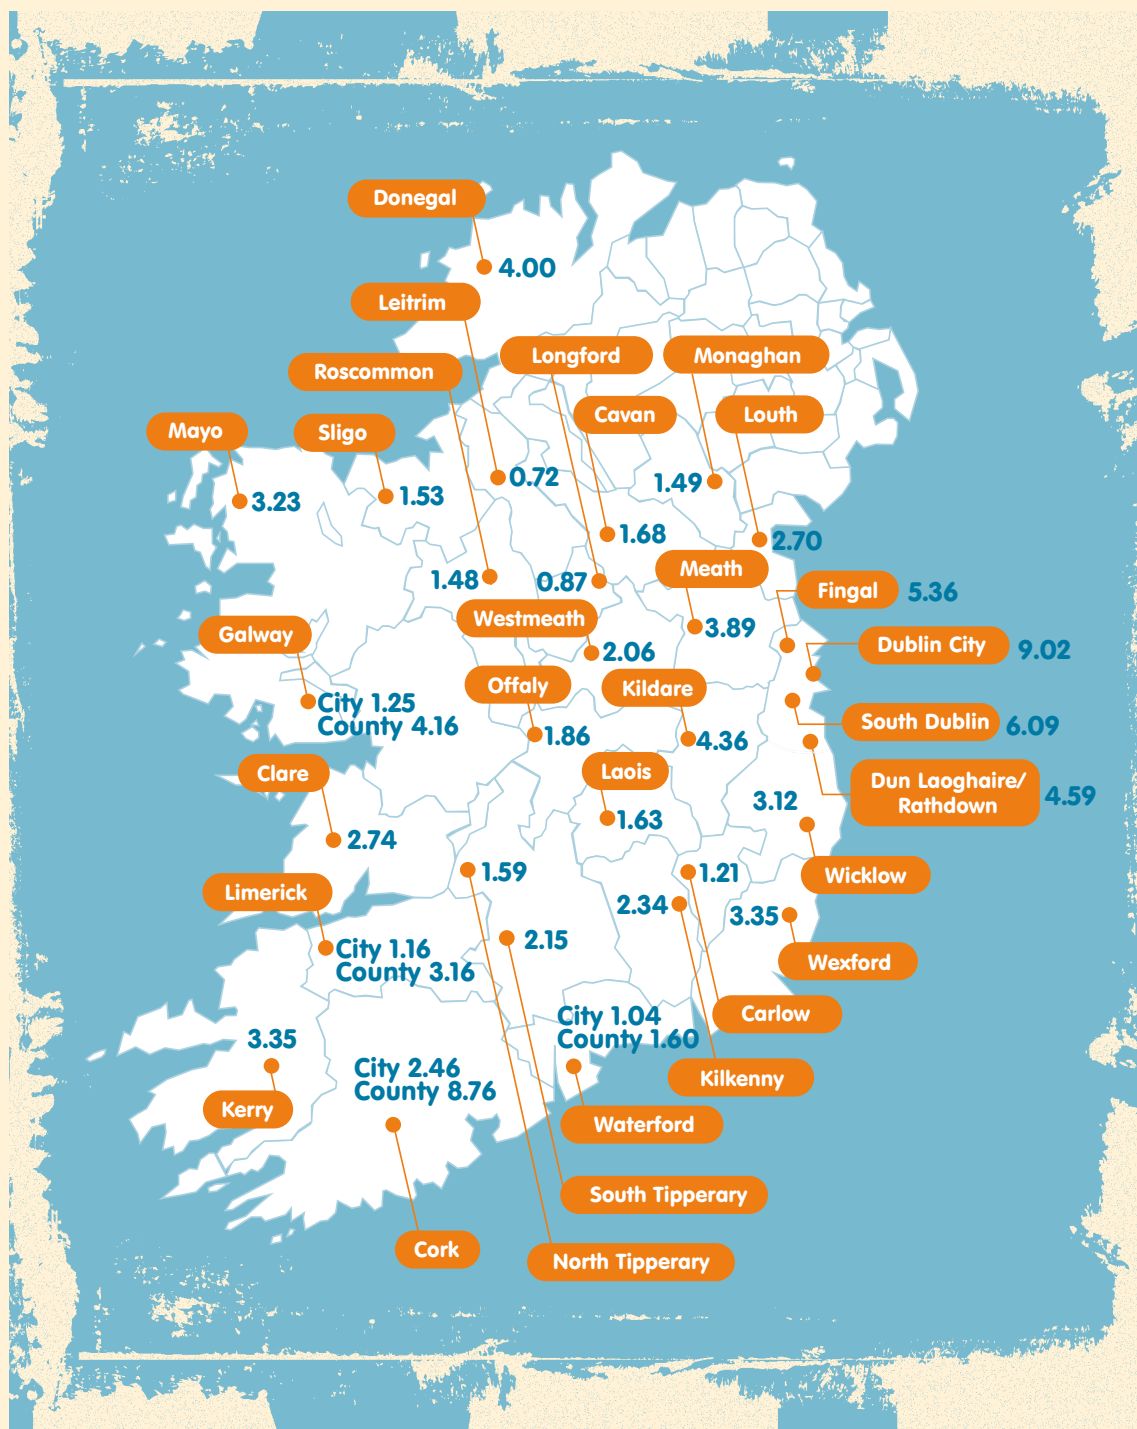 Donegal
4.00
Leitrim
Longford
Monaghan
Roscommon
Cavan
Louth
Mayo
Sligo
0.72
1.49
3.23
1.53
1.68
2.70
Meath
1.48
0.87
Fingal
5.36
Westmeath
Galway
3.89
Dublin City
9.02
2.06
Offaly
Kildare
City 1.25
County 4.16
South Dublin
6.09
1.86
4.36
Clare
Laois
Dun Laoghaire/
Rathdown
4.59
3.12
1.63
2.74
1.59
1.21
Wicklow
Limerick
2.34
3.35
2.15
City 1.16
County 3.16
Wexford
City 1.04
County 1.60
Carlow
3.35
City 2.46
County 8.76
Kilkenny
Kerry
Waterford
South Tipperary
Cork
North Tipperary